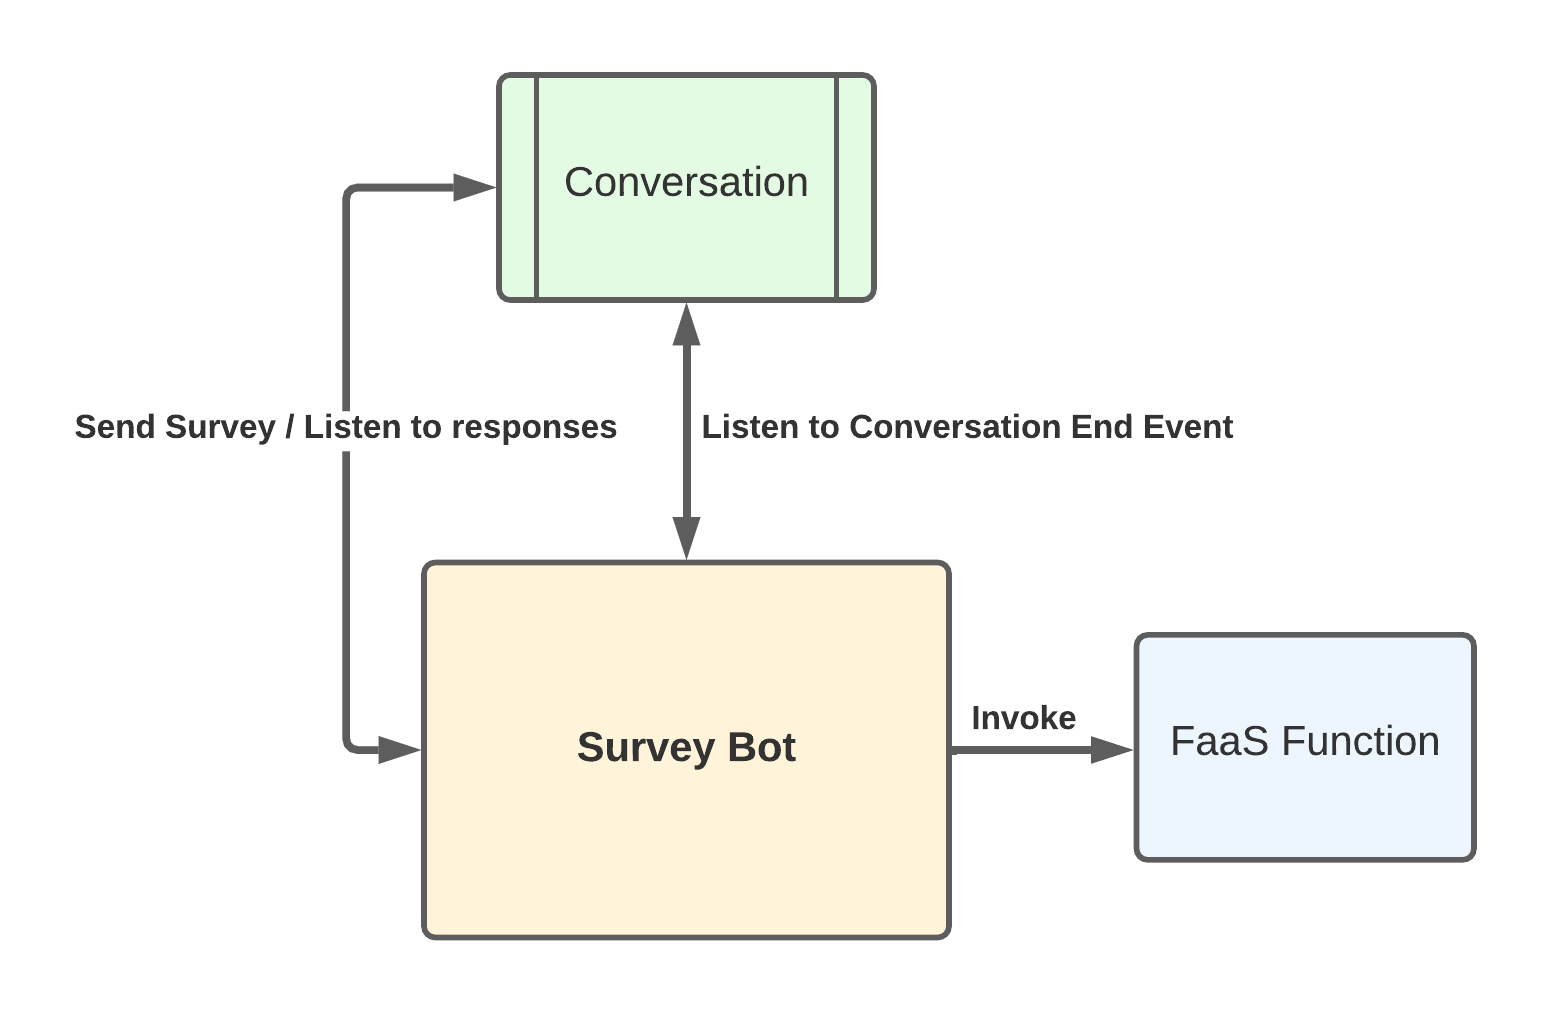 Conversation
Send Survey / Listen to responses
Listen to Conversation End Event
Survey Bot
Invoke
FaaS Function